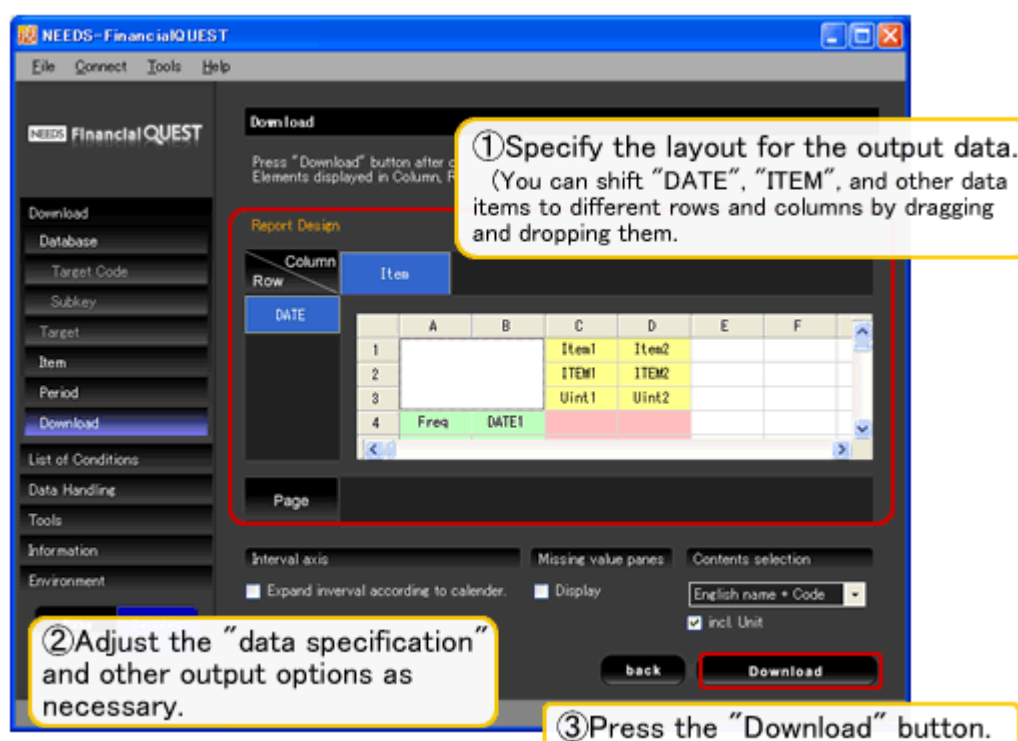 NEEDS-FinancialQUEST
File Connect Tools Help
NEEDS Financial QUEST
Download
Press "Download" button after
Elements displayed in Column,
①Specify the layout for the output data.
(You can shift "DATE", "ITEM", and other data
items to different rows and columns by dragging
and dropping them.
Download
Database
Target Code
Subkey
Target
Item
Period
Download
List of Conditions
Data Handling
Tools
Information
Environment
Report Design
Column
Row
Item
DATE
A B C D E F
1 Item1 Item2
2 ITEM1 ITEM2
3 Uint1 Uint2
4 Freq DATE1
Page
Interval axis
Expand inverval according to calender.
Missing value panes
Display
Contents selection
English name + Code
incl. Unit
back
Download
②Adjust the "data specification"
and other output options as
necessary.
③Press the "Download" button.